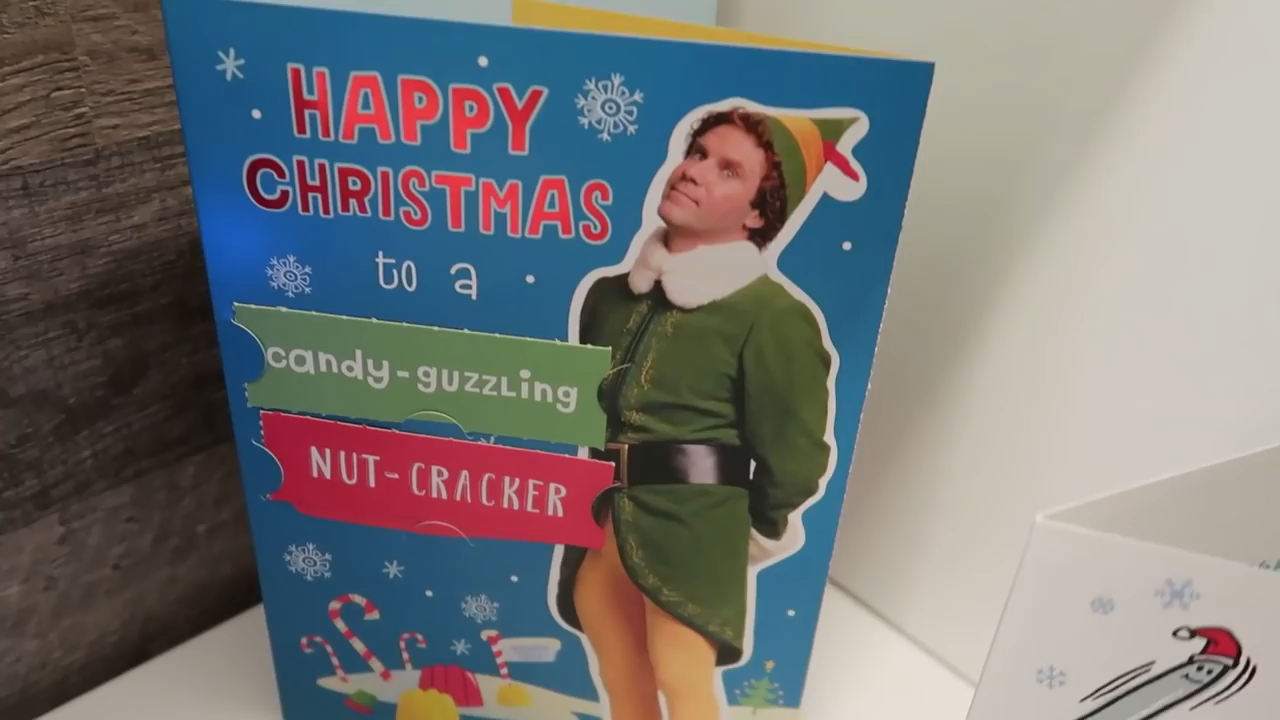 HAPPY
CHRISTMAS
to a
candy-guzzling
NUT-CRACKER